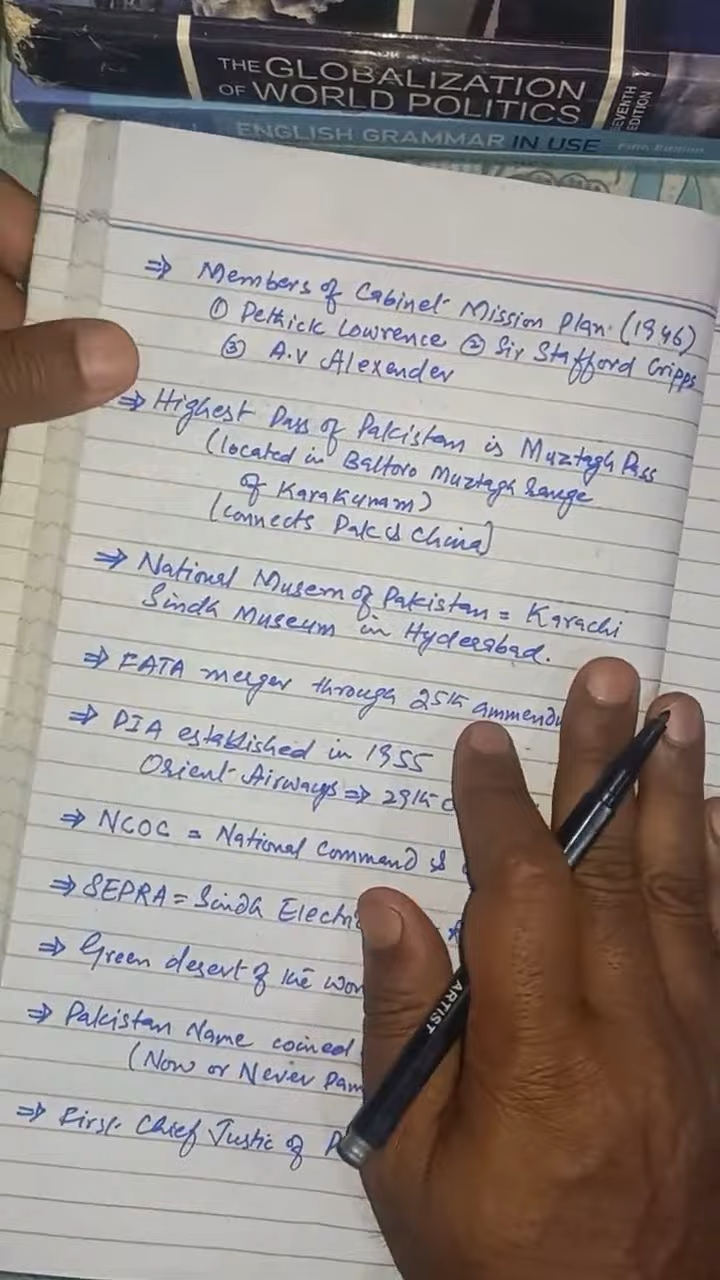 THE GLOBALIZATION
OF WORLD POLITICS
SEVENTH
EDITION
ENGLISH GRAMMAR IN USE Fifth Edition
⇒ Members of Cabinet Mission Plan. (1946)
① Pethick Lowrence ② Sir Stafford Cripps
③ A.V Alexender
⇒ Highest Pass of Pakistan is Muztagh Pass
(located in Baltoro Muztagh Range
of Karakuram)
(connects Pak & China)
⇒ National Musem of Pakistan = Karachi
Sindh Museum in Hyderabad.
⇒ FATA merger through 25th ammend
⇒ PIA established in 1955
Orient Airways ⇒ 29th
⇒ NCOC = National Command &
⇒ SEPRA = Sindh Electri
⇒ Green desert of the wor
⇒ Pakistan Name coined
(Now or Never Pam
⇒ First Chief Justic of P
ARTIST